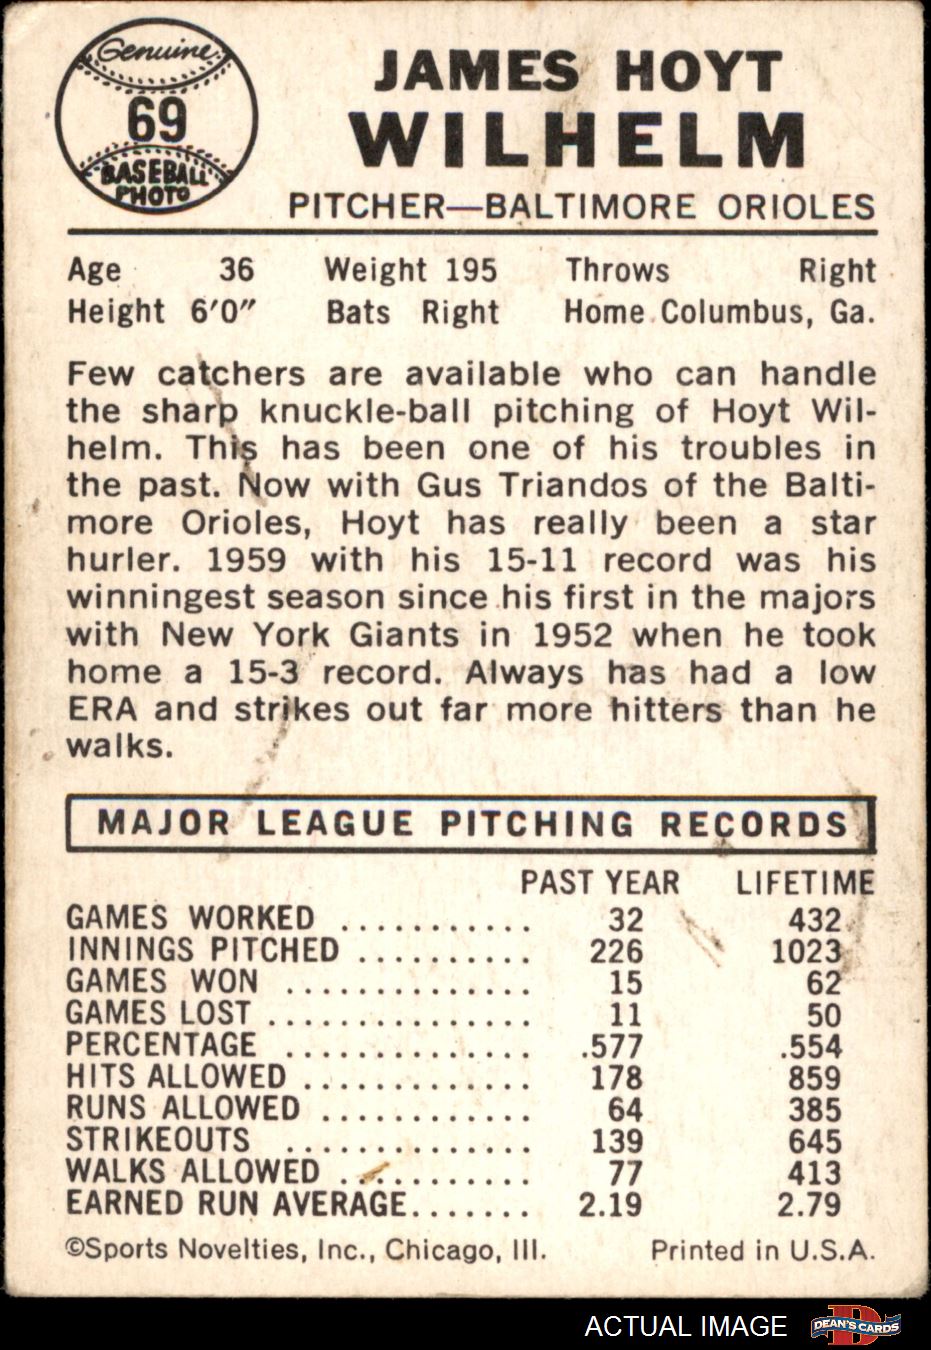 Genuine
69
BASEBALL
PHOTO
JAMES HOYT
WILHELM
PITCHER—BALTIMORE ORIOLES
Age 36 Weight 195 Throws Right
Height 6'0" Bats Right Home Columbus, Ga.
Few catchers are available who can handle
the sharp knuckle-ball pitching of Hoyt Wil-
helm. This has been one of his troubles in
the past. Now with Gus Triandos of the Balti-
more Orioles, Hoyt has really been a star
hurler. 1959 with his 15-11 record was his
winningest season since his first in the majors
with New York Giants in 1952 when he took
home a 15-3 record. Always has had a low
ERA and strikes out far more hitters than he
walks.
MAJOR LEAGUE PITCHING RECORDS
PAST YEAR LIFETIME
GAMES WORKED ........... 32 432
INNINGS PITCHED .......... 226 1023
GAMES WON .............. 15 62
GAMES LOST ............... 11 50
PERCENTAGE .............. .577 .554
HITS ALLOWED ............. 178 859
RUNS ALLOWED ............ 64 385
STRIKEOUTS .............. 139 645
WALKS ALLOWED ........... 77 413
EARNED RUN AVERAGE....... 2.19 2.79
©Sports Novelties, Inc., Chicago, Ill. Printed in U.S.A.
ACTUAL IMAGE D DEAN'S CARDS